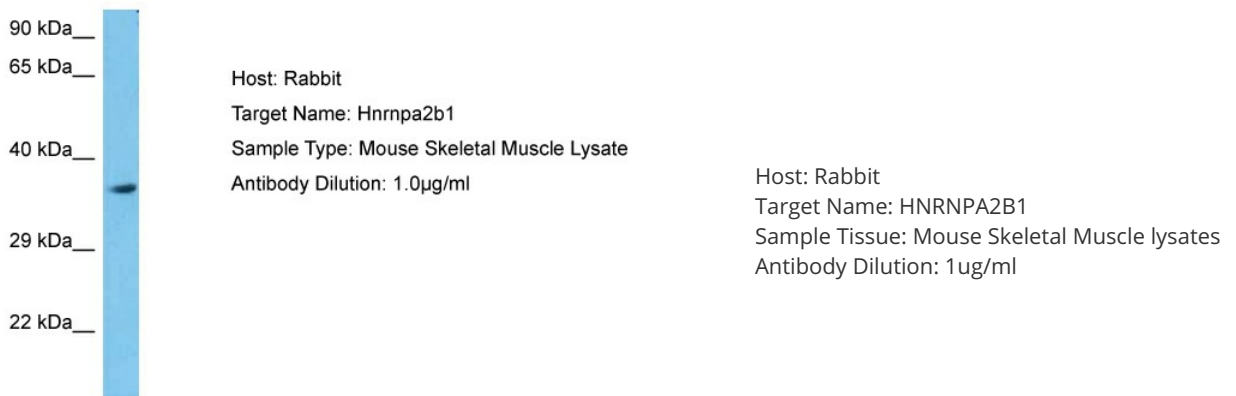 90 kDa__
65 kDa__
40 kDa__
29 kDa__
22 kDa__
Host: Rabbit
Target Name: Hnrnpa2b1
Sample Type: Mouse Skeletal Muscle Lysate
Antibody Dilution: 1.0µg/ml
Host: Rabbit
Target Name: HNRNPA2B1
Sample Tissue: Mouse Skeletal Muscle lysates
Antibody Dilution: 1ug/ml